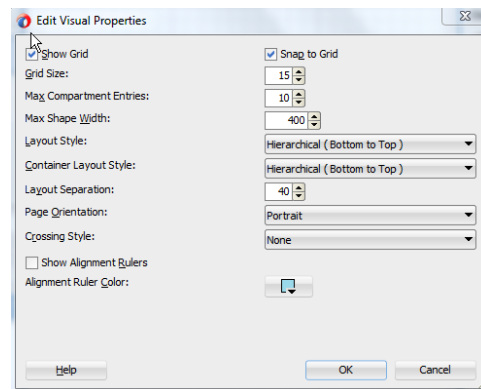 Edit Visual Properties
Show Grid
Snap to Grid
Grid Size:
15
Max Compartment Entries:
10
Max Shape Width:
400
Layout Style:
Hierarchical ( Bottom to Top )
Container Layout Style:
Hierarchical ( Bottom to Top )
Layout Separation:
40
Page Orientation:
Portrait
Crossing Style:
None
Show Alignment Rulers
Alignment Ruler Color:
Help
OK
Cancel